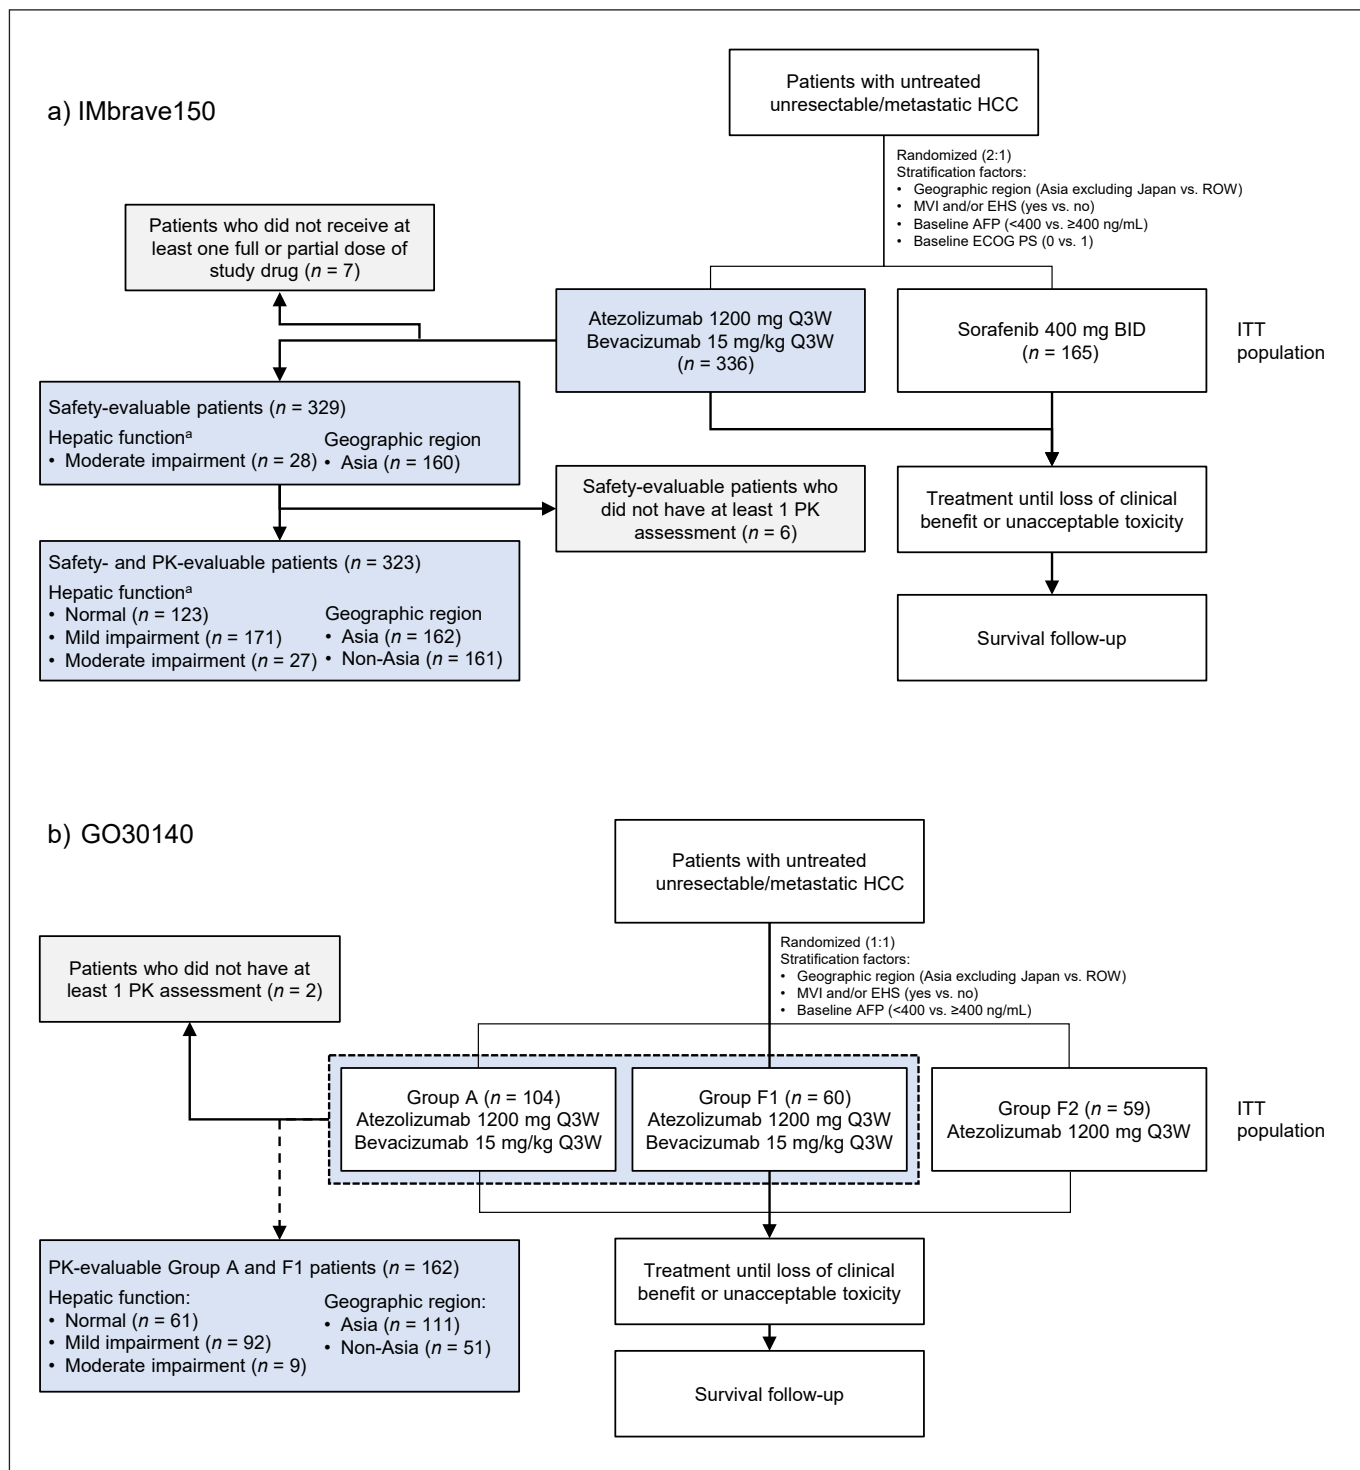 a) IMbrave150
Patients with untreated
unresectable/metastatic HCC
Randomized (2:1)
Stratification factors:
• Geographic region (Asia excluding Japan vs. ROW)
• MVI and/or EHS (yes vs. no)
• Baseline AFP (<400 vs. ≥400 ng/mL)
• Baseline ECOG PS (0 vs. 1)
Patients who did not receive at
least one full or partial dose of
study drug (n = 7)
Atezolizumab 1200 mg Q3W
Bevacizumab 15 mg/kg Q3W
(n = 336)
Sorafenib 400 mg BID
(n = 165)
ITT
population
Safety-evaluable patients (n = 329)
Hepatic functionª
• Moderate impairment (n = 28)
Geographic region
• Asia (n = 160)
Safety-evaluable patients who
did not have at least 1 PK
assessment (n = 6)
Treatment until loss of clinical
benefit or unacceptable toxicity
Safety- and PK-evaluable patients (n = 323)
Hepatic functionª
• Normal (n = 123)
• Mild impairment (n = 171)
• Moderate impairment (n = 27)
Geographic region
• Asia (n = 162)
• Non-Asia (n = 161)
Survival follow-up
b) GO30140
Patients with untreated
unresectable/metastatic HCC
Randomized (1:1)
Stratification factors:
• Geographic region (Asia excluding Japan vs. ROW)
• MVI and/or EHS (yes vs. no)
• Baseline AFP (<400 vs. ≥400 ng/mL)
Patients who did not have at
least 1 PK assessment (n = 2)
Group A (n = 104)
Atezolizumab 1200 mg Q3W
Bevacizumab 15 mg/kg Q3W
Group F1 (n = 60)
Atezolizumab 1200 mg Q3W
Bevacizumab 15 mg/kg Q3W
Group F2 (n = 59)
Atezolizumab 1200 mg Q3W
ITT
population
PK-evaluable Group A and F1 patients (n = 162)
Hepatic function:
• Normal (n = 61)
• Mild impairment (n = 92)
• Moderate impairment (n = 9)
Geographic region:
• Asia (n = 111)
• Non-Asia (n = 51)
Treatment until loss of clinical
benefit or unacceptable toxicity
Survival follow-up